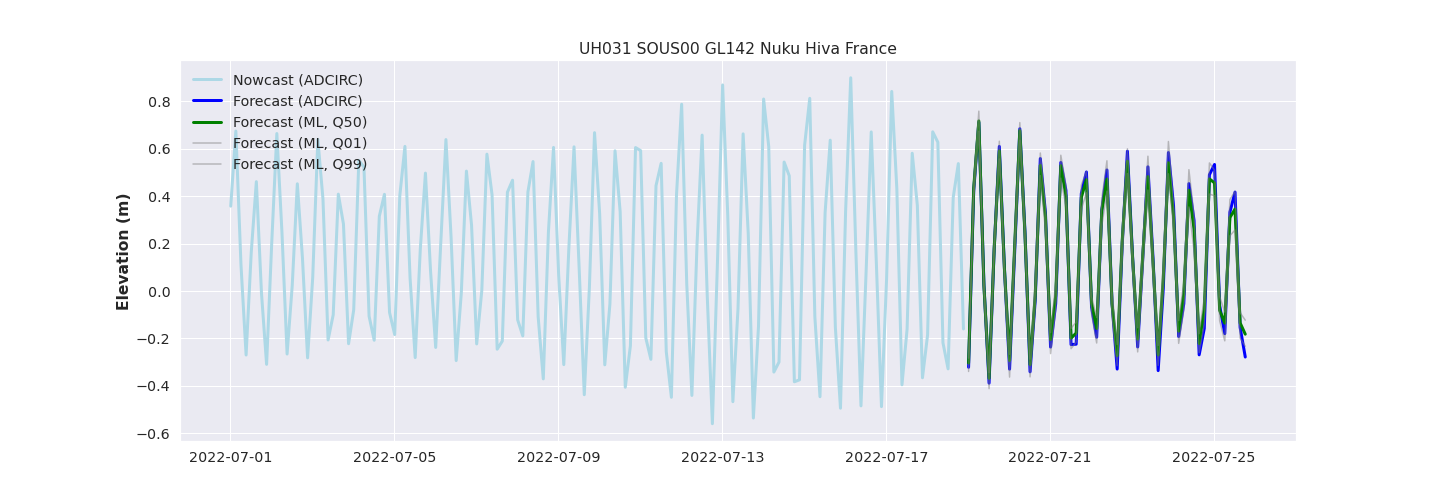 UH031 SOUS00 GL142 Nuku Hiva France
Nowcast (ADCIRC)
Forecast (ADCIRC)
Forecast (ML, Q50)
Forecast (ML, Q01)
Forecast (ML, Q99)
Elevation (m)
0.8
0.6
0.4
0.2
0.0
−0.2
−0.4
−0.6
2022-07-01 2022-07-05 2022-07-09 2022-07-13 2022-07-17 2022-07-21 2022-07-25